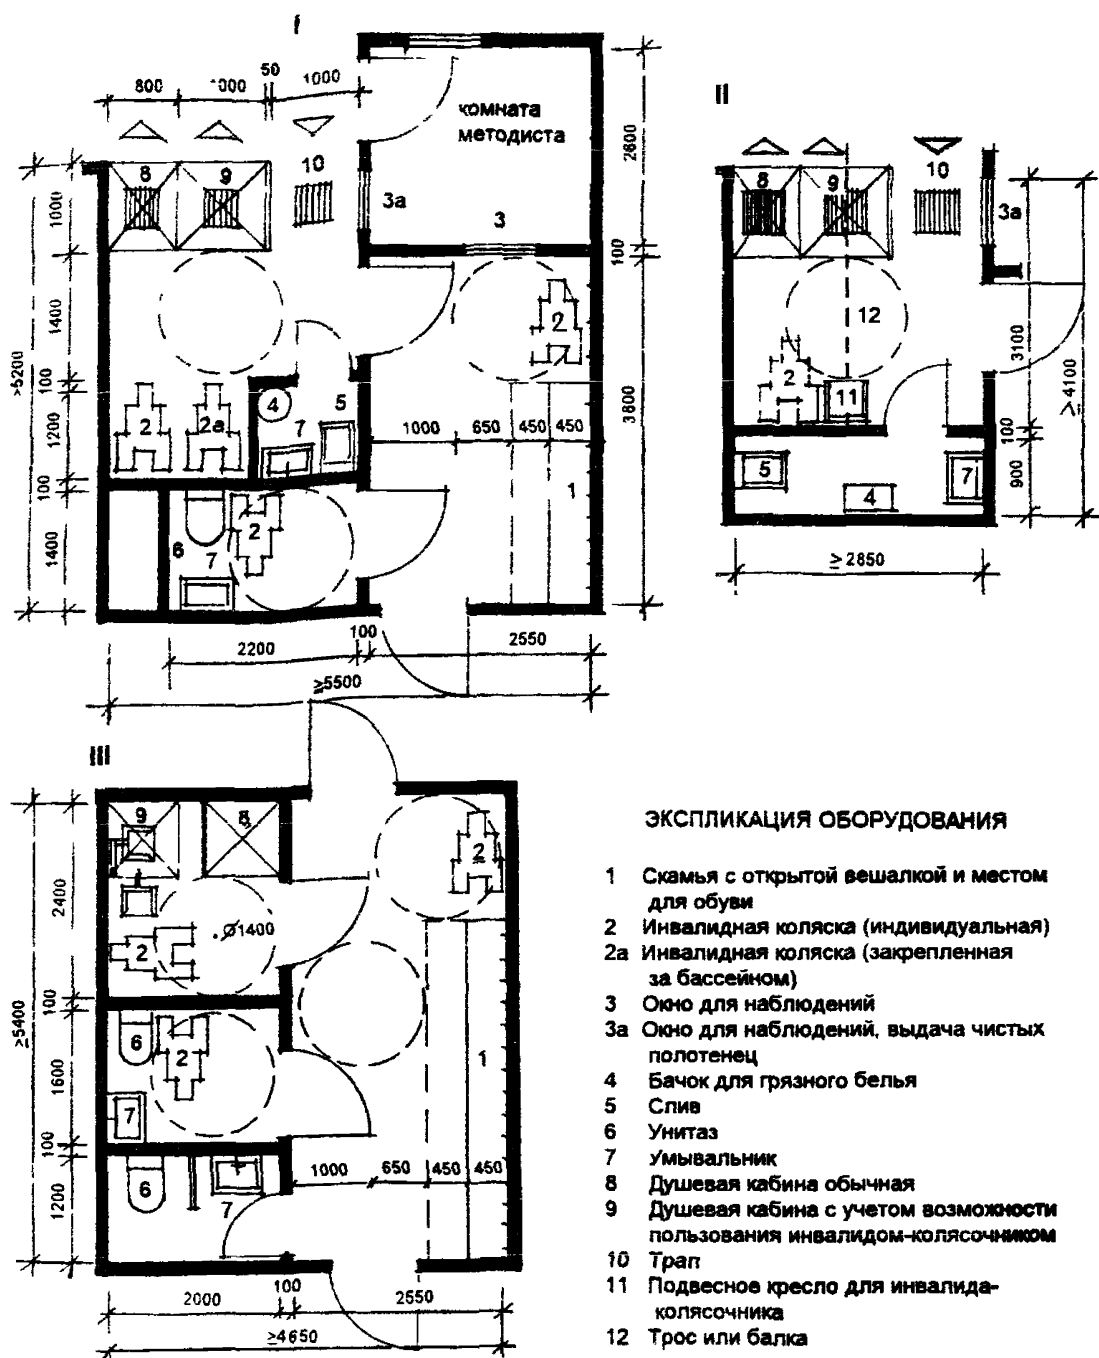 I
50
800
1000
1000
комната
методиста
8
9
10
3а
3
2600
100
1000
1400
≥5200
100
1200
100
1400
2
2
2а
4
5
7
1000
650
450
450
3800
1
6
7
2
100
2200
2550
≥5500
II
8
9
10
3а
12
2
11
3100
≥4100
100
900
5
4
7
≥2850
III
9
8
2
2400
Ø1400
2
100
≥5400
6
2
1
1600
7
100
1200
6
7
1000
650
450
450
100
2000
2550
≥4650
ЭКСПЛИКАЦИЯ ОБОРУДОВАНИЯ
1 Скамья с открытой вешалкой и местом
для обуви
2 Инвалидная коляска (индивидуальная)
2а Инвалидная коляска (закрепленная
за бассейном)
3 Окно для наблюдений
3а Окно для наблюдений, выдача чистых
полотенец
4 Бачок для грязного белья
5 Слив
6 Унитаз
7 Умывальник
8 Душевая кабина обычная
9 Душевая кабина с учетом возможности
пользования инвалидом-колясочником
10 Трап
11 Подвесное кресло для инвалида-
колясочника
12 Трос или балка